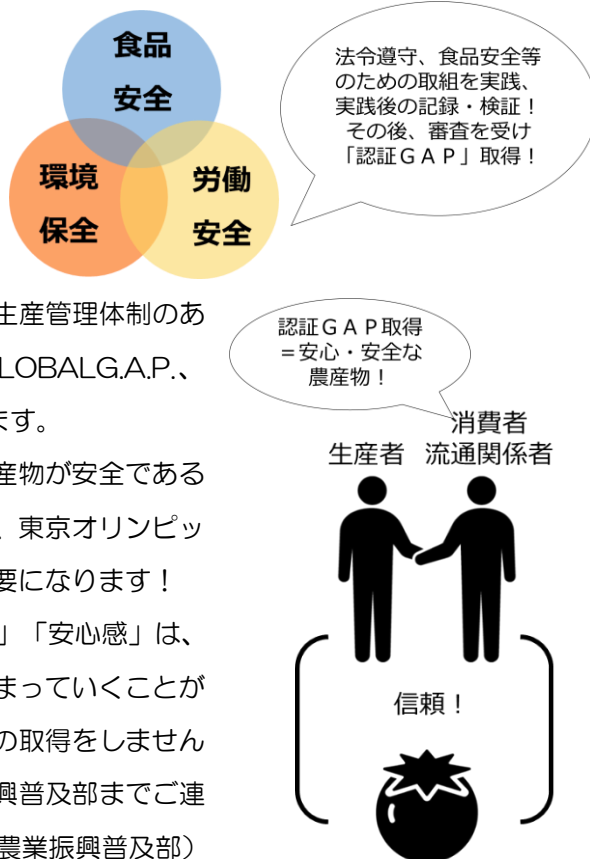 食品
安全
環境
保全
労働
安全
法令遵守、食品安全等
のための取組を実践、
実践後の記録・検証！
その後、審査を受け
「認証ＧＡＰ」取得！
生産管理体制のあ
LOBALG.A.P.、
ます。
産物が安全である
、東京オリンピッ
要になります！
」「安心感」は、
まっていくことが
の取得をしません
興普及部までご連
農業振興普及部）
認証ＧＡＰ取得
＝安心・安全な
農産物！
生産者
消費者
流通関係者
信頼！